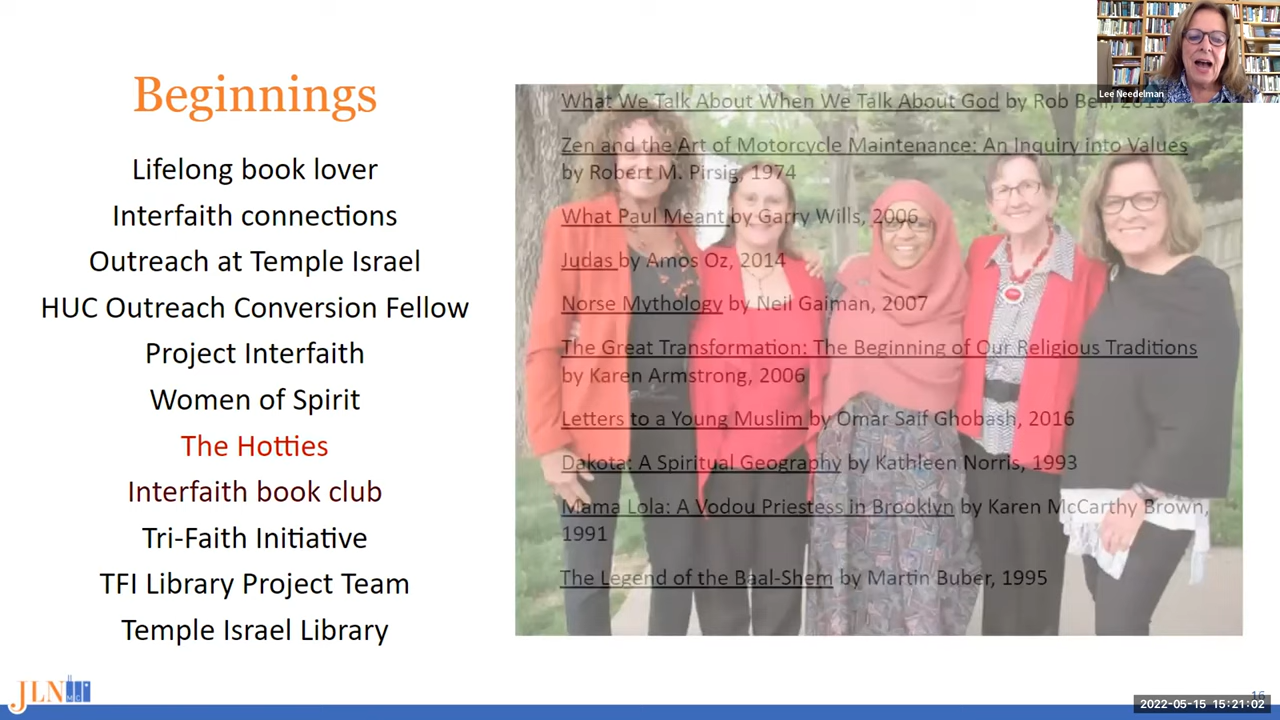 Beginnings
Lifelong book lover
Interfaith connections
Outreach at Temple Israel
HUC Outreach Conversion Fellow
Project Interfaith
Women of Spirit
The Hotties
Interfaith book club
Tri-Faith Initiative
TFI Library Project Team
Temple Israel Library
What We Talk About When We Talk About God by Rob Bell, 2013
Zen and the Art of Motorcycle Maintenance: An Inquiry into Values
by Robert M. Pirsig, 1974
What Paul Meant by Garry Wills, 2006
Judas by Amos Oz, 2014
Norse Mythology by Neil Gaiman, 2007
The Great Transformation: The Beginning of Our Religious Traditions
by Karen Armstrong, 2006
Letters to a Young Muslim by Omar Saif Ghobash, 2016
Dakota: A Spiritual Geography by Kathleen Norris, 1993
Mama Lola: A Vodou Priestess in Brooklyn by Karen McCarthy Brown,
1991
The Legend of the Baal-Shem by Martin Buber, 1995
Lee Needelman
JLN
16
2022-05-15 15:21:02